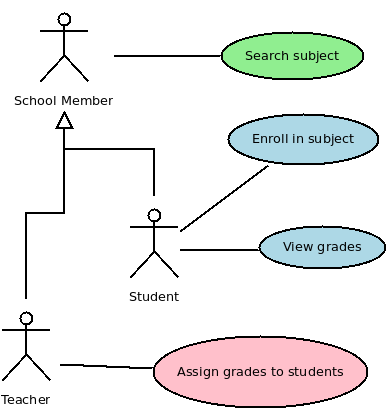 Search subject
School Member
Enroll in subject
View grades
Student
Assign grades to students
Teacher